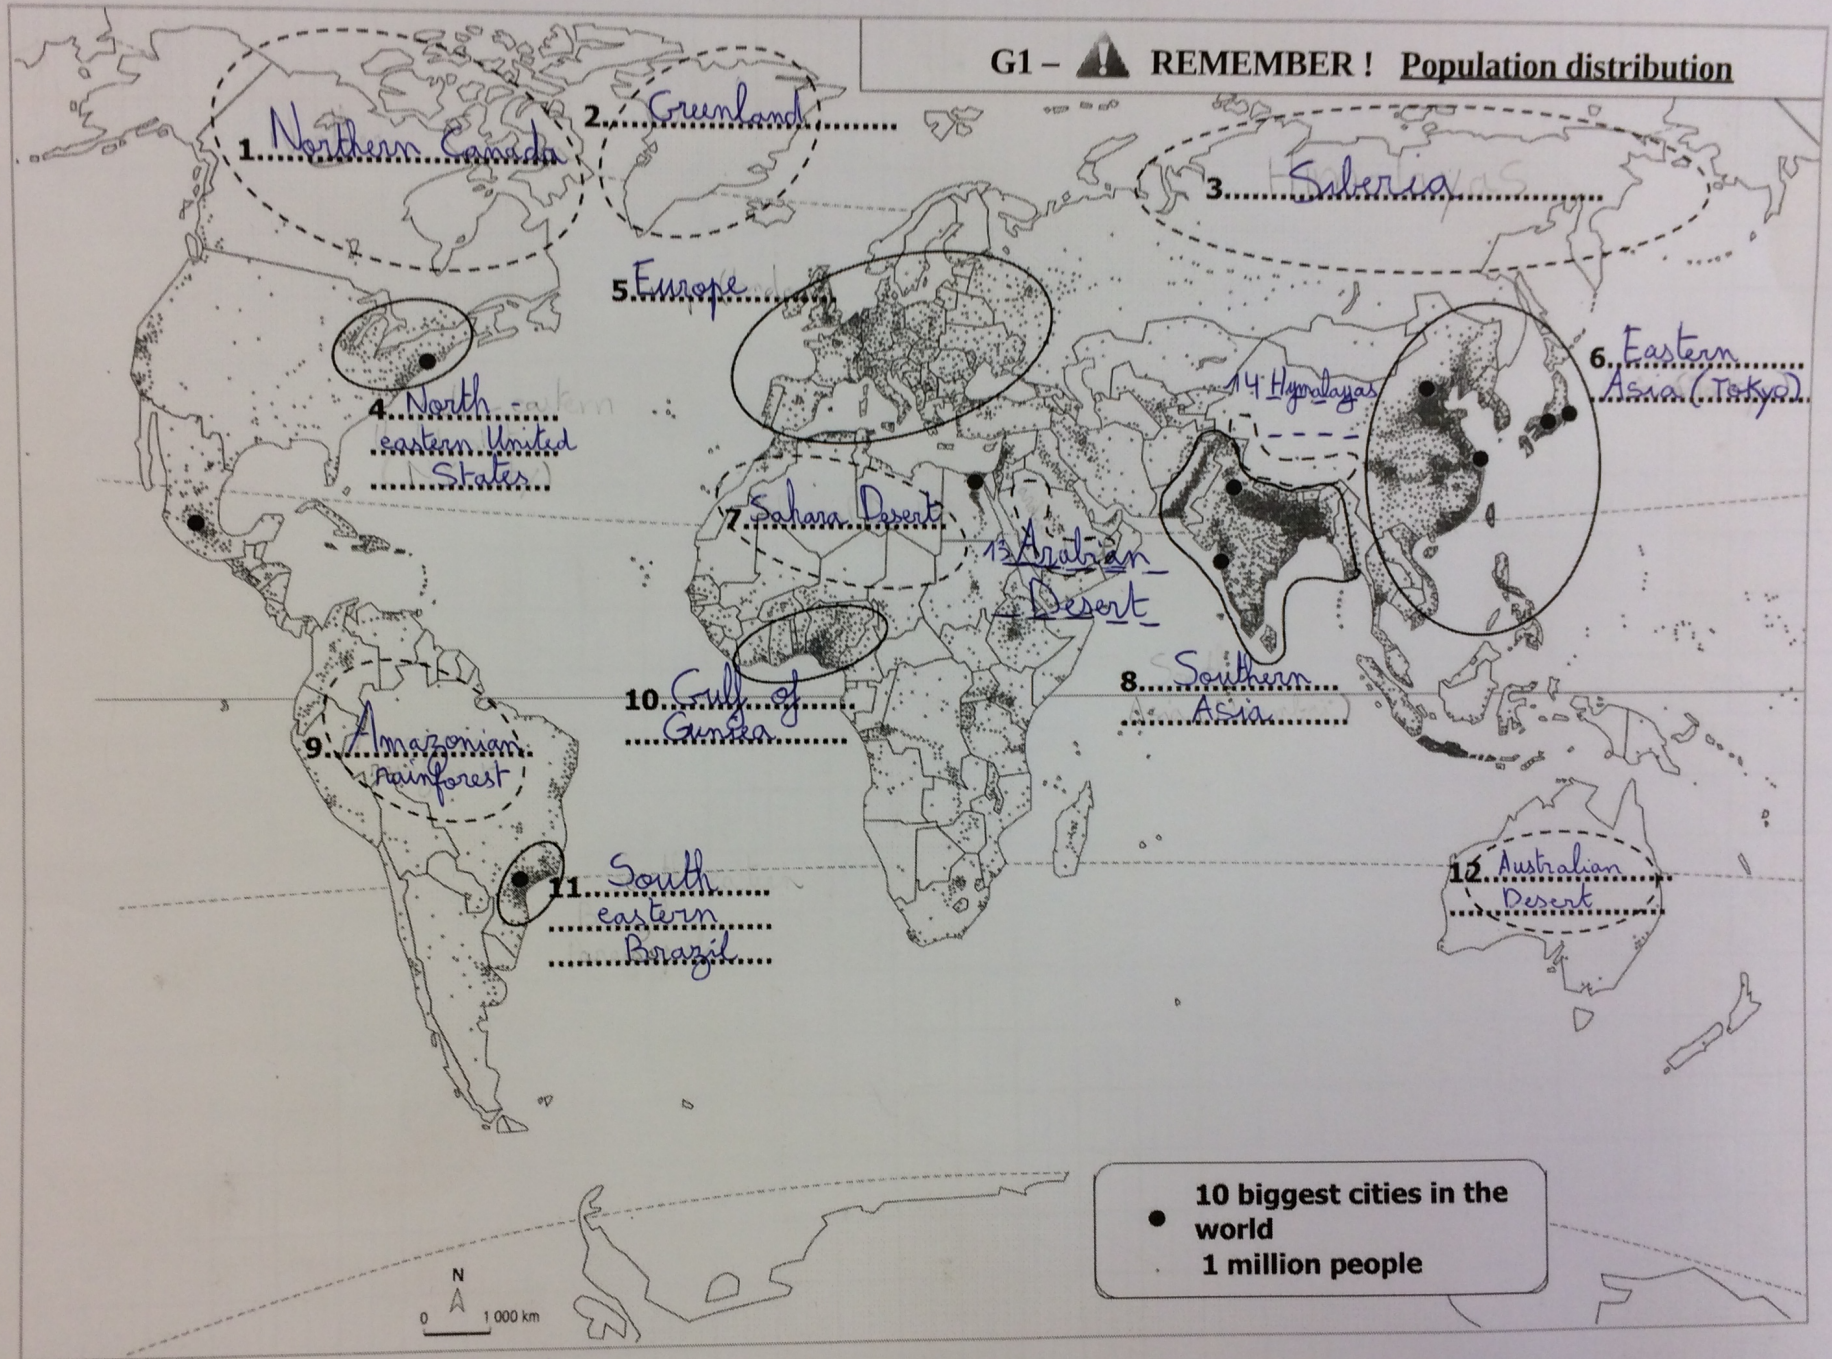 G1 – REMEMBER ! Population distribution
1 Northern Canada
2 Greenland
3 Siberia
4 North -
eastern United
States
5 Europe
6 Eastern
Asia (Tokyo)
14 Hymalayas
7 Sahara Desert
13 Arabian
Desert
8 Southern
Asia
9 Amazonian
rainforest
10 Gulf of
Guinea
11 South
eastern
Brazil
12 Australian
Desert
10 biggest cities in the
world
1 million people
N
0 1 000 km